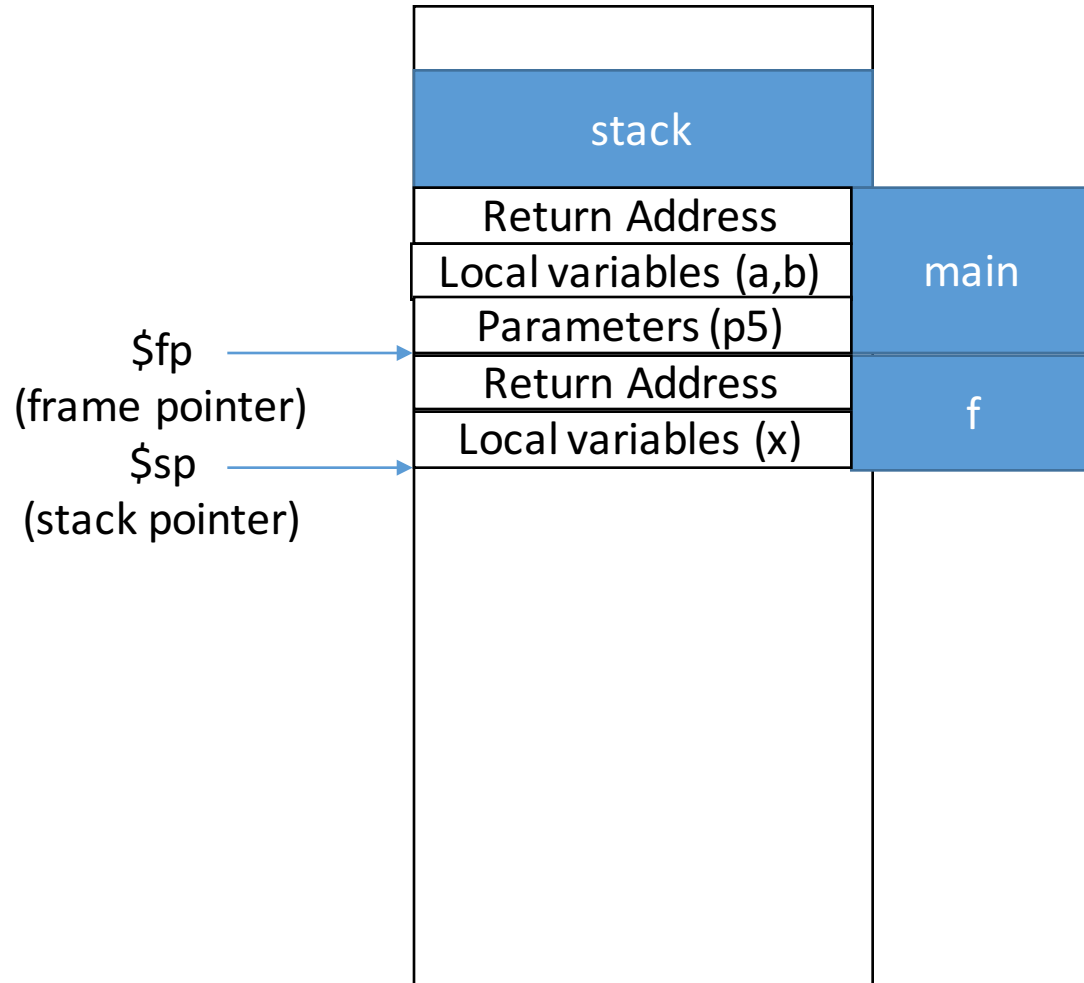 stack
Return Address
Local variables (a,b)
Parameters (p5)
main
$fp
(frame pointer)
Return Address
Local variables (x)
f
$sp
(stack pointer)